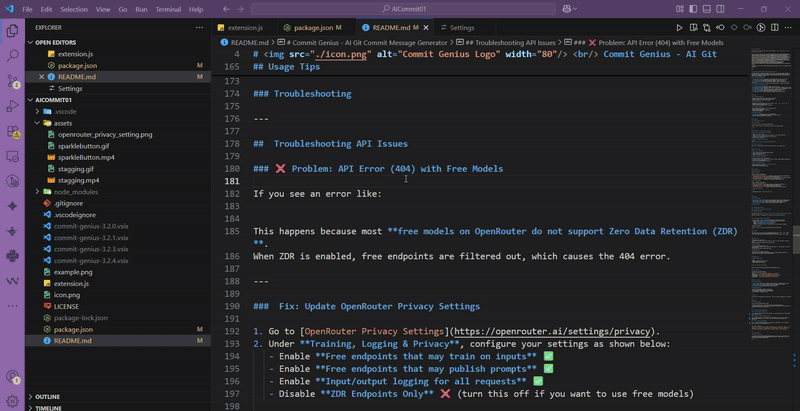 File Edit Selection View Go Run Terminal Help
AICommit01
EXPLORER
OPEN EDITORS
extension.js
package.json M
README.md M
Settings
AICOMMIT01
.vscode
assets
openrouter_privacy_setting.png
sparklebutton.gif
sparklebutton.mp4
stagging.gif
stagging.mp4
node_modules
.gitignore
.vscodeignore
commit-genius-3.2.0.vsix
commit-genius-3.2.1.vsix
commit-genius-3.2.3.vsix
commit-genius-3.2.4.vsix
example.png
extension.js
icon.png
LICENSE
package-lock.json
package.json M
README.md M
OUTLINE
TIMELINE
extension.js
package.json M
README.md M
Settings
README.md > # Commit Genius - AI Git Commit Message Generator > ## Troubleshooting API Issues > ### ❌ Problem: API Error (404) with Free Models
4 # <img src="./icon.png" alt="Commit Genius Logo" width="80"/> <br/> Commit Genius - AI Git
165 ## Usage Tips
173
174 ### Troubleshooting
175
176 ---
177
178 ## Troubleshooting API Issues
179
180 ### ❌ Problem: API Error (404) with Free Models
181
182 If you see an error like:
183
184
185 This happens because most **free models on OpenRouter do not support Zero Data Retention (ZDR)
**.
186 When ZDR is enabled, free endpoints are filtered out, which causes the 404 error.
187
188 ---
189
190 ### Fix: Update OpenRouter Privacy Settings
191
192 1. Go to [OpenRouter Privacy Settings](https://openrouter.ai/settings/privacy).
193 2. Under **Training, Logging & Privacy**, configure your settings as shown below:
194 - Enable **Free endpoints that may train on inputs** ✅
195 - Enable **Free endpoints that may publish prompts** ✅
196 - Enable **Input/output logging for all requests** ✅
197 - Disable **ZDR Endpoints Only** ❌ (turn this off if you want to use free models)
198